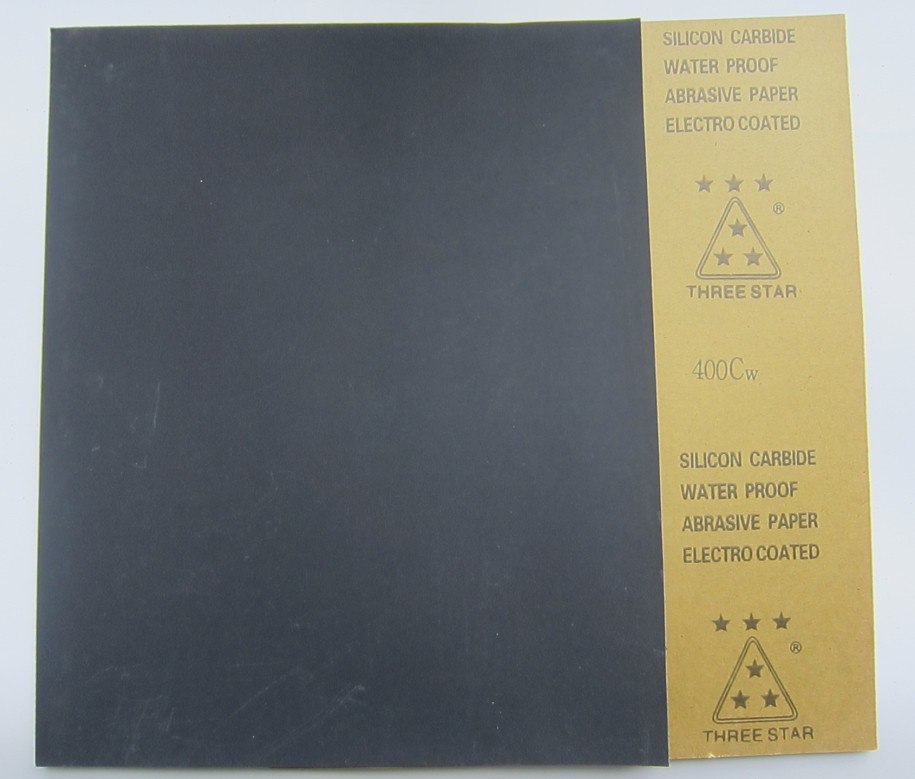 SILICON CARBIDE
WATER PROOF
ABRASIVE PAPER
ELECTRO COATED
®
THREE STAR
400Cw
SILICON CARBIDE
WATER PROOF
ABRASIVE PAPER
ELECTRO COATED
®
THREE STAR